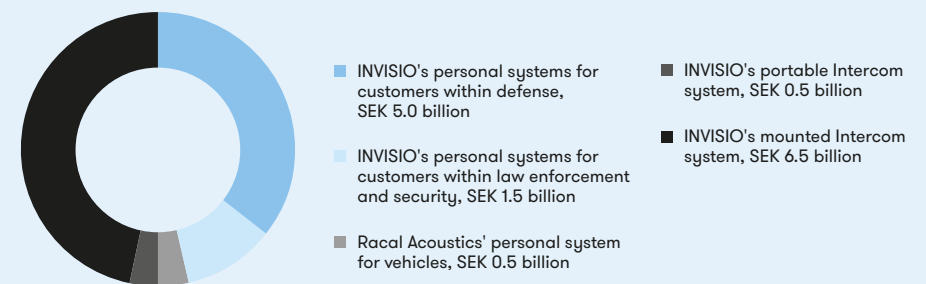 INVISIO's personal systems for
customers within defense,
SEK 5.0 billion
INVISIO's personal systems for
customers within law enforcement
and security, SEK 1.5 billion
Racal Acoustics' personal system
for vehicles, SEK 0.5 billion
INVISIO's portable Intercom
system, SEK 0.5 billion
INVISIO's mounted Intercom
system, SEK 6.5 billion